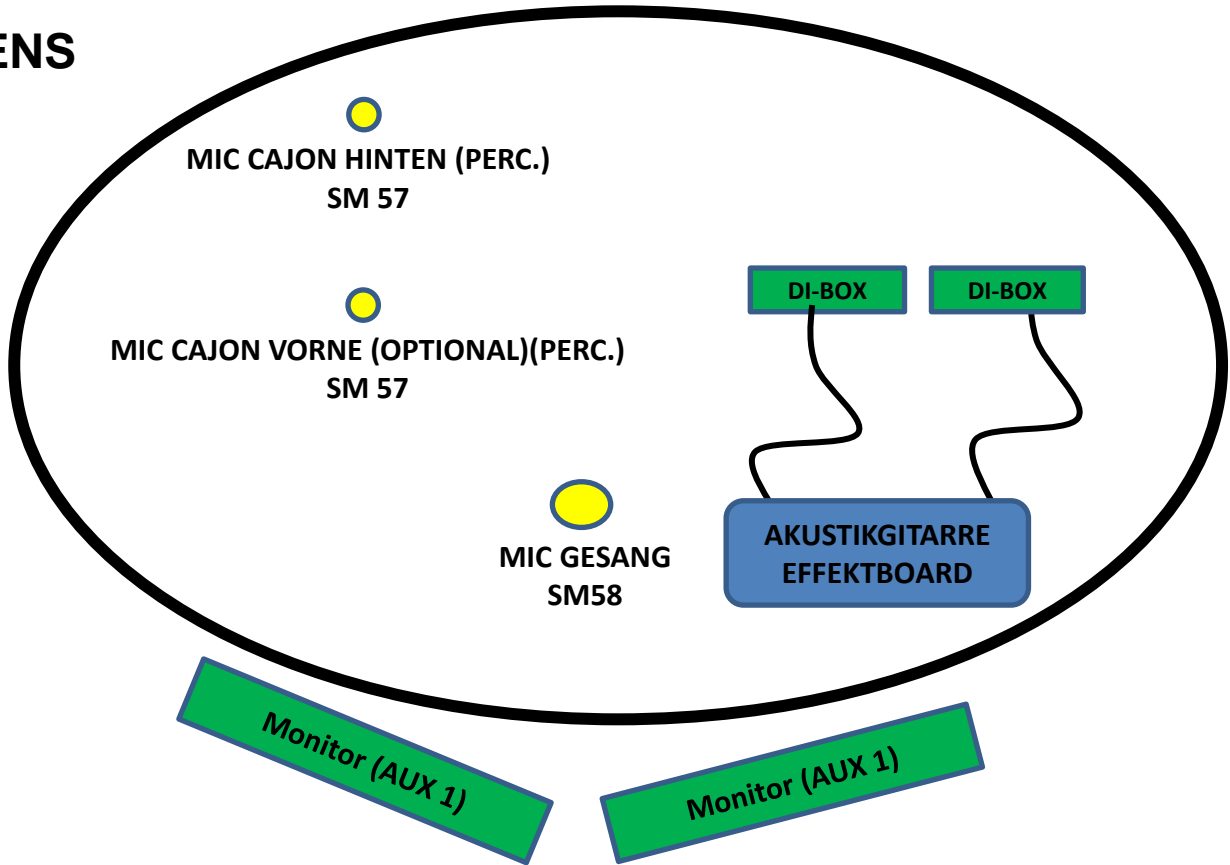 ENS
MIC CAJON HINTEN (PERC.)
SM 57
MIC CAJON VORNE (OPTIONAL)(PERC.)
SM 57
DI-BOX
DI-BOX
MIC GESANG
SM58
AKUSTIKGITARRE
EFFEKTBOARD
Monitor (AUX 1)
Monitor (AUX 1)